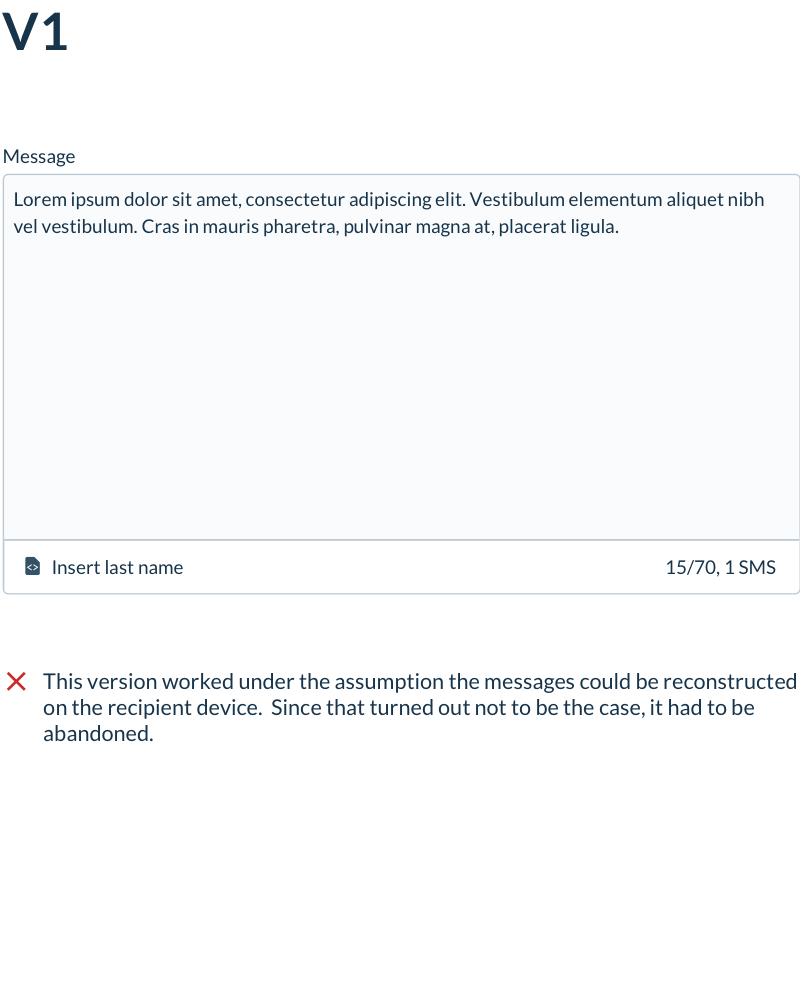 V1
Message
Lorem ipsum dolor sit amet, consectetur adipiscing elit. Vestibulum elementum aliquet nibh
vel vestibulum. Cras in mauris pharetra, pulvinar magna at, placerat ligula.
Insert last name
15/70, 1 SMS
This version worked under the assumption the messages could be reconstructed
on the recipient device.  Since that turned out not to be the case, it had to be
abandoned.